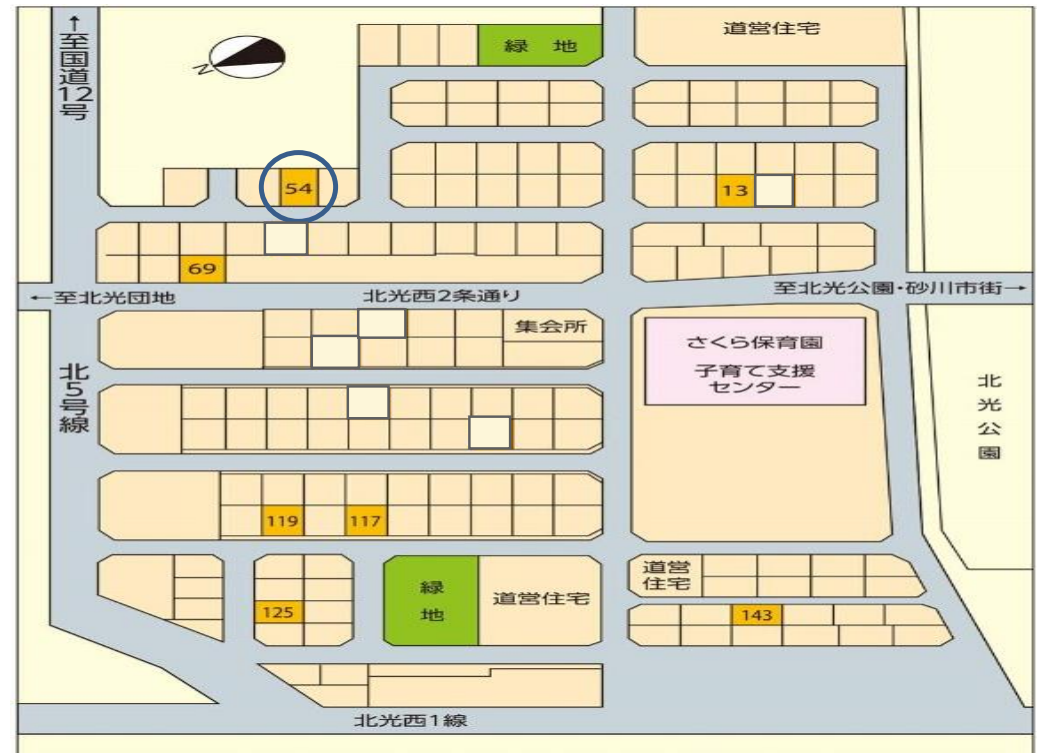 ↑至国道12号
緑 地
道営住宅
N
54
13
69
←至北光団地
北光西2条通り
至北光公園・砂川市街→
集会所
さくら保育園
子育て支援
センター
北5号線
北光公園
119
117
緑
地
道営住宅
道営
住宅
125
143
北光西1線